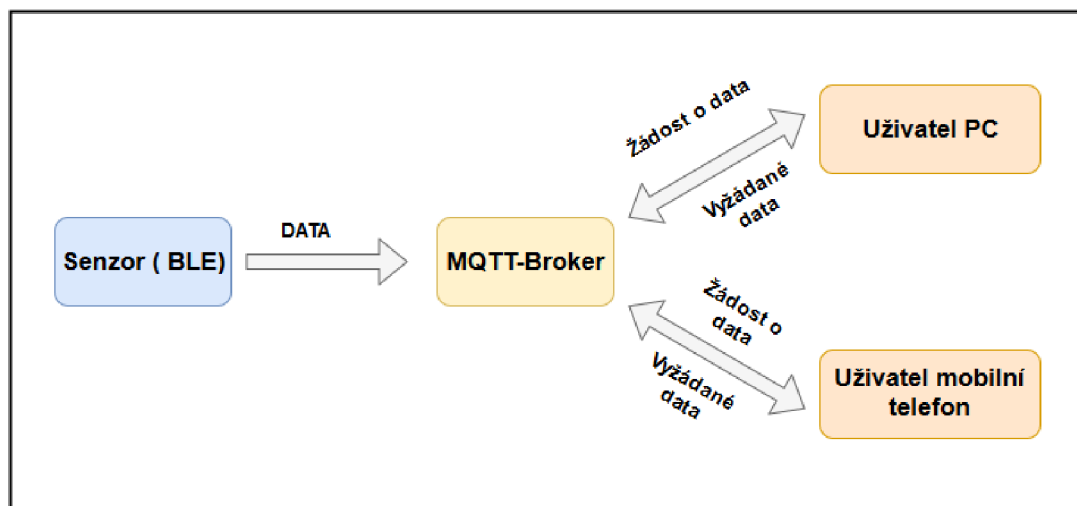 Senzor ( BLE)
DATA
MQTT-Broker
Žádost o data
Vyžádané
data
Uživatel PC
Žádost o
data
Vyžádané
data
Uživatel mobilní
telefon